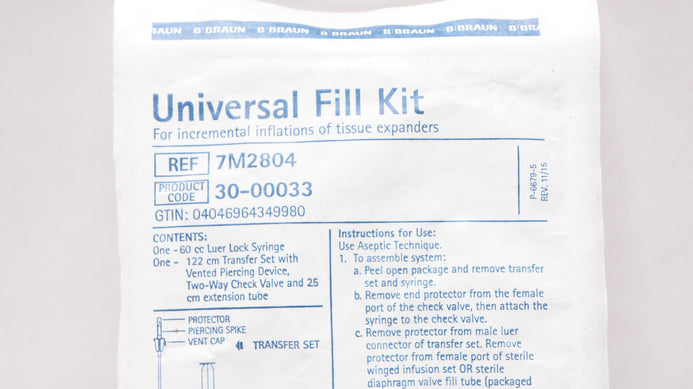 BRAUN B BRAUN B BRAUN B BRAUN B BRAUN B BRAUN B BRA
Universal Fill Kit
For incremental inflations of tissue expanders
REF 7M2804
PRODUCT CODE 30-00033
GTIN: 04046964349980
P-6679-5
REV. 11/15
CONTENTS:
One - 60 cc Luer Lock Syringe
One - 122 cm Transfer Set with
Vented Piercing Device,
Two-Way Check Valve and 25
cm extension tube
PROTECTOR
PIERCING SPIKE
VENT CAP
TRANSFER SET
Instructions for Use:
Use Aseptic Technique.
1. To assemble system:
a. Peel open package and remove transfer
set and syringe.
b. Remove end protector from the female
port of the check valve, then attach the
syringe to the check valve.
c. Remove protector from male luer
connector of transfer set. Remove
protector from female port of sterile
winged infusion set OR sterile
diaphragm valve fill tube (packaged